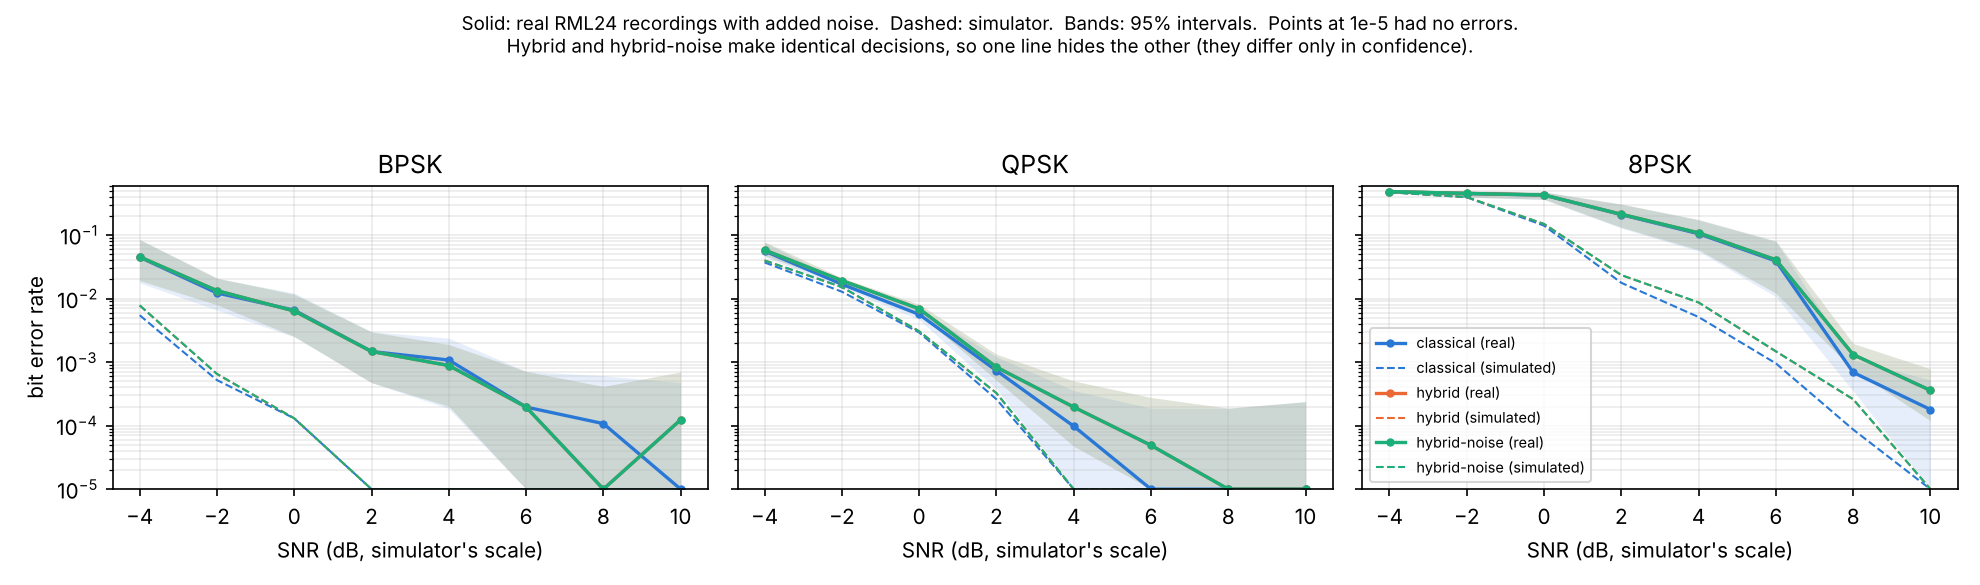 Solid: real RML24 recordings with added noise.  Dashed: simulator.  Bands: 95% intervals.  Points at 1e-5 had no errors.
Hybrid and hybrid-noise make identical decisions, so one line hides the other (they differ only in confidence).
BPSK
QPSK
8PSK
bit error rate
10⁻¹
10⁻²
10⁻³
10⁻⁴
10⁻⁵
classical (real)
classical (simulated)
hybrid (real)
hybrid (simulated)
hybrid-noise (real)
hybrid-noise (simulated)
−4 −2 0 2 4 6 8 10
−4 −2 0 2 4 6 8 10
−4 −2 0 2 4 6 8 10
SNR (dB, simulator's scale)
SNR (dB, simulator's scale)
SNR (dB, simulator's scale)